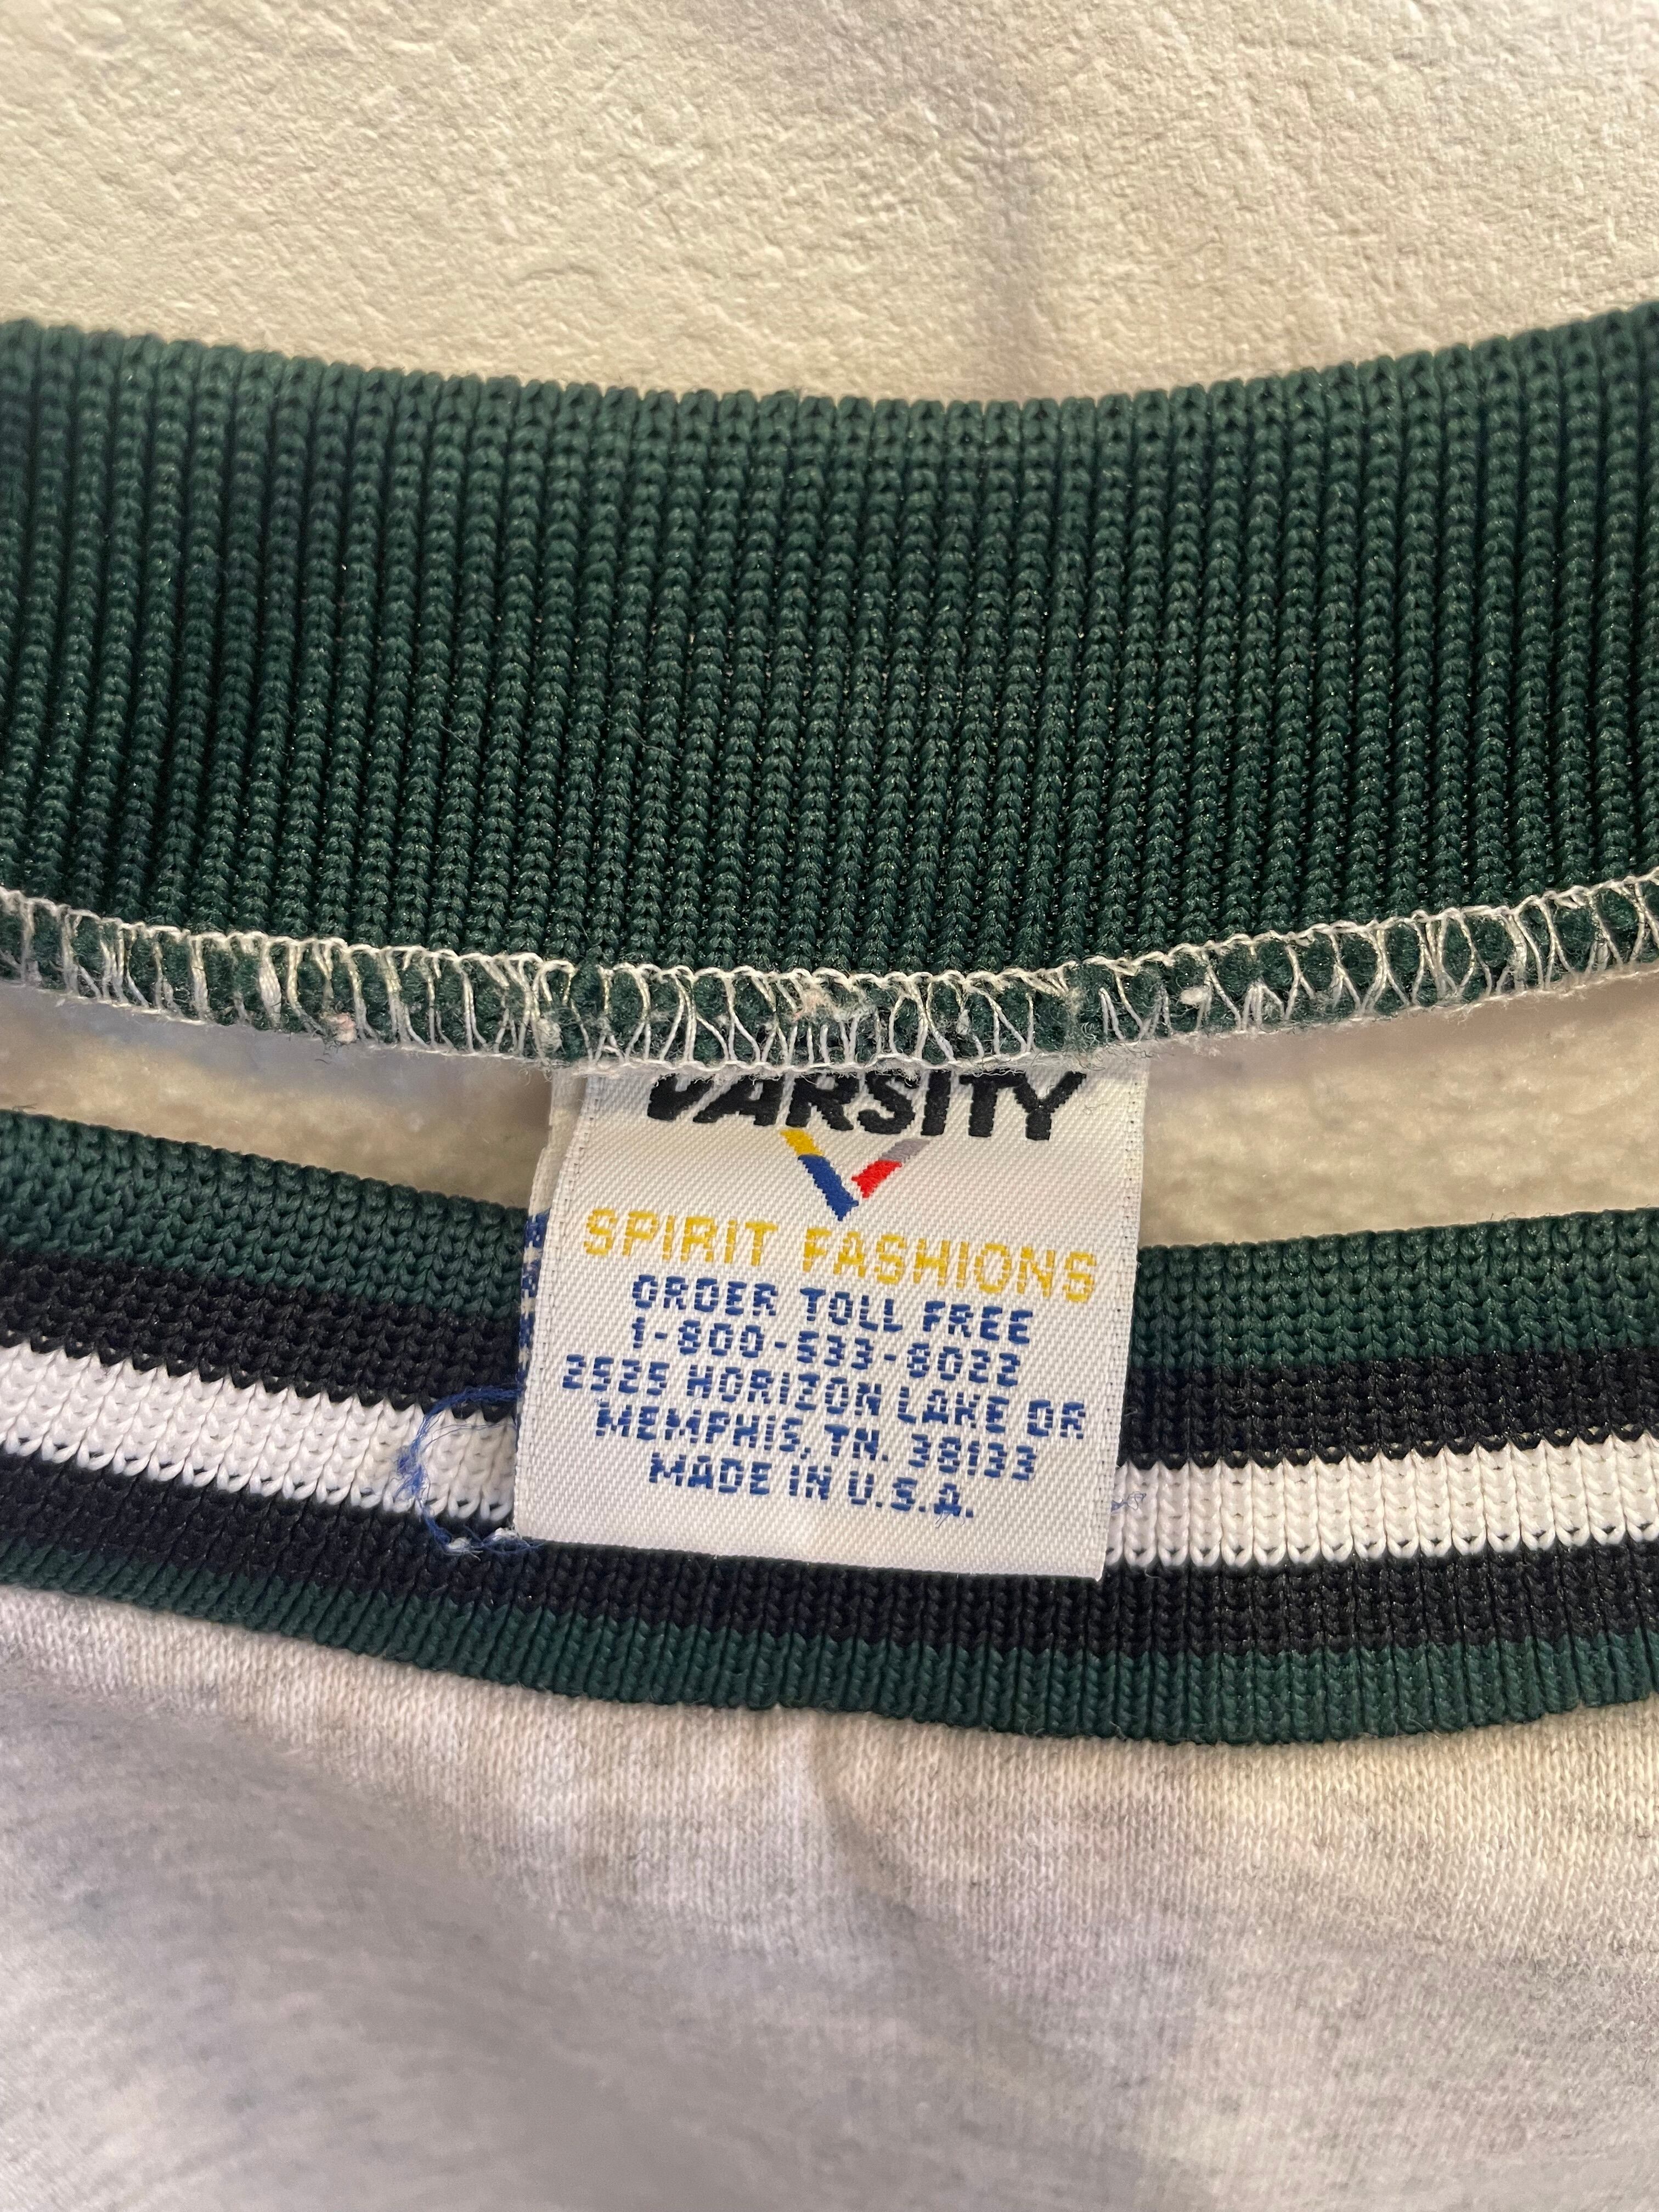 VARSITY
SPIRIT FASHIONS
ORDER TOLL FREE
1-800-533-8022
2525 HORIZON LAKE DR
MEMPHIS, TN. 38133
MADE IN U.S.A.